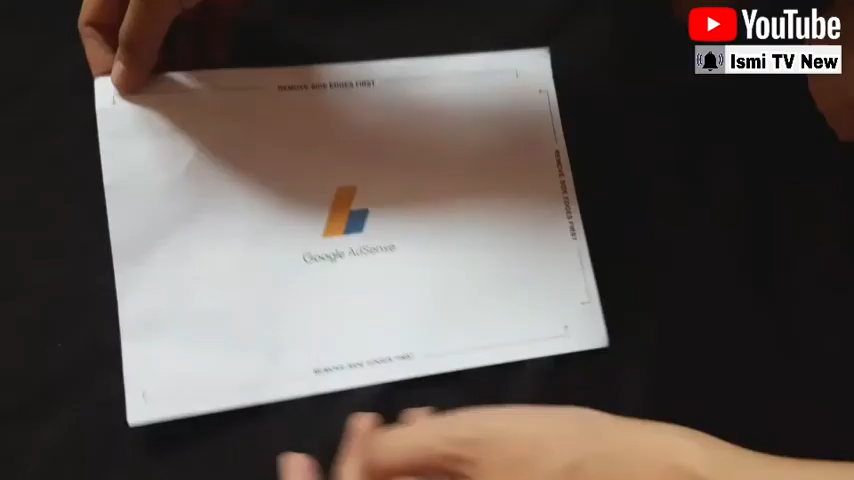 YouTube
Ismi TV New
REMOVE SIDE EDGES FIRST
REMOVE SIDE EDGES FIRST
Google AdSense
REMOVE SIDE EDGES FIRST